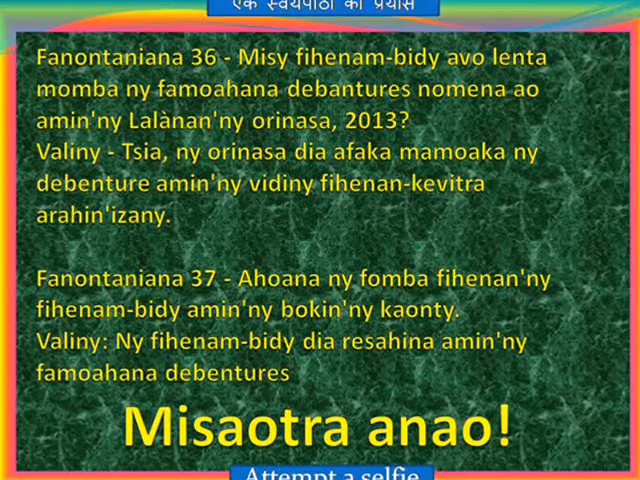 एक स्वयंपाठी का प्रयास
Fanontaniana 36 - Misy fihenam-bidy avo lenta
momba ny famoahana debantures nomena ao
amin'ny Lalànan'ny orinasa, 2013?
Valiny - Tsia, ny orinasa dia afaka mamoaka ny
debenture amin'ny vidiny fihenan-kevitra
arahin'izany.
Fanontaniana 37 - Ahoana ny fomba fihenan'ny
fihenam-bidy amin'ny bokin'ny kaonty.
Valiny: Ny fihenam-bidy dia resahina amin'ny
famoahana debentures
Misaotra anao!
Attempt a selfie